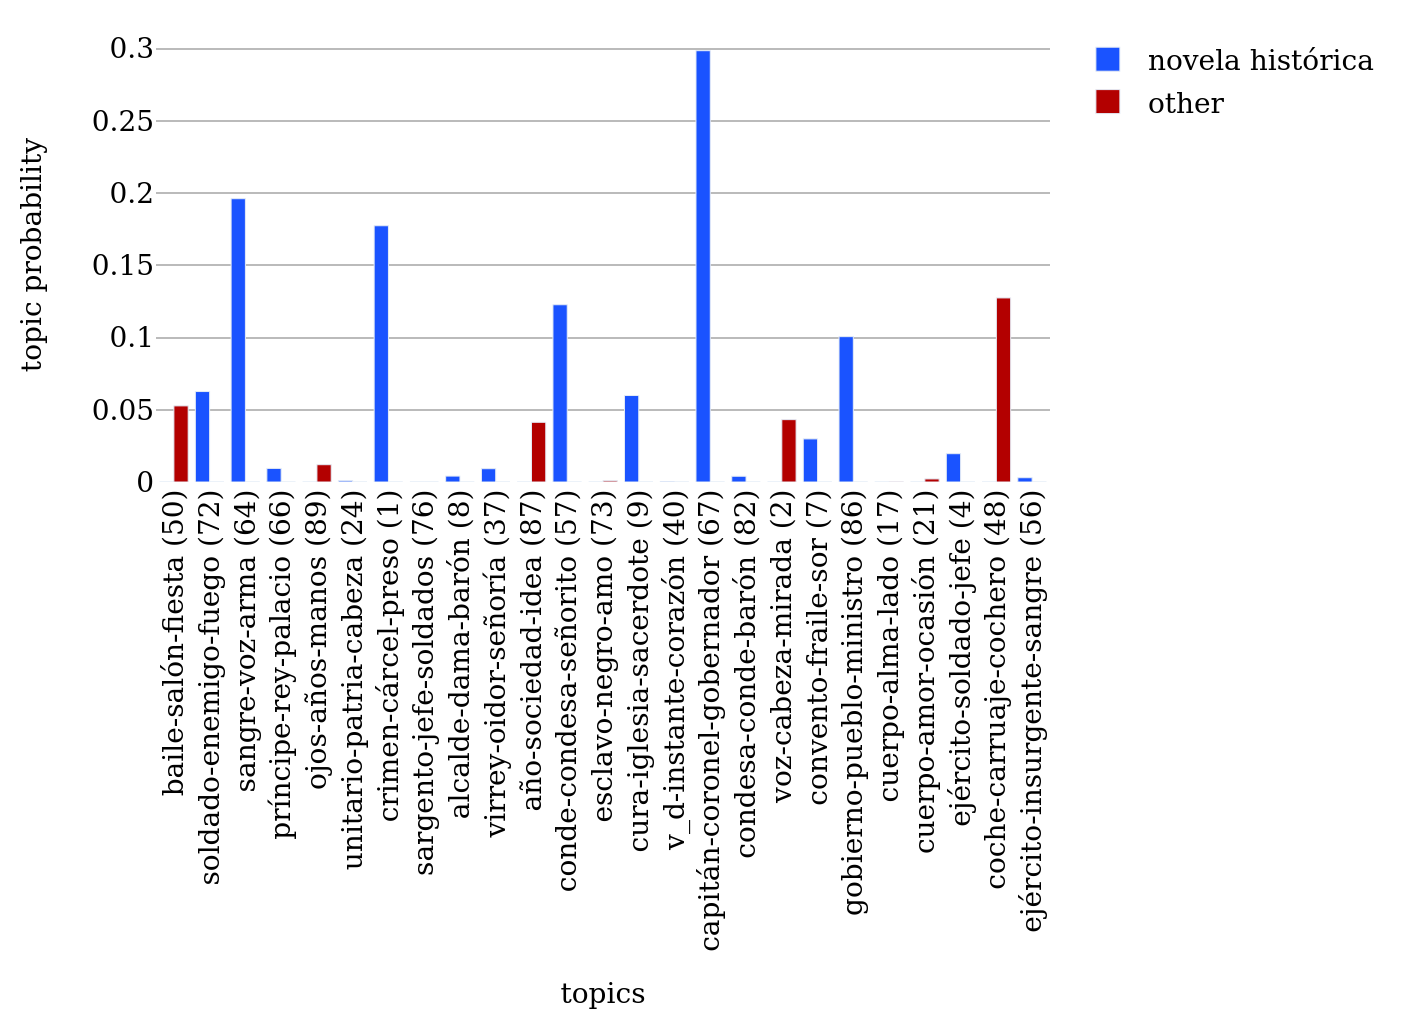 0.3
0.25
0.2
0.15
0.1
0.05
0
topic probability
novela histórica
other
baile-salón-fiesta (50)
soldado-enemigo-fuego (72)
sangre-voz-arma (64)
príncipe-rey-palacio (66)
ojos-años-manos (89)
unitario-patria-cabeza (24)
crimen-cárcel-preso (1)
sargento-jefe-soldados (76)
alcalde-dama-barón (8)
virrey-oidor-señoría (37)
año-sociedad-idea (87)
conde-condesa-señorito (57)
esclavo-negro-amo (73)
cura-iglesia-sacerdote (9)
v_d-instante-corazón (40)
capitán-coronel-gobernador (67)
condesa-conde-barón (82)
voz-cabeza-mirada (2)
convento-fraile-sor (7)
gobierno-pueblo-ministro (86)
cuerpo-alma-lado (17)
cuerpo-amor-ocasión (21)
ejército-soldado-jefe (4)
coche-carruaje-cochero (48)
ejército-insurgente-sangre (56)
topics